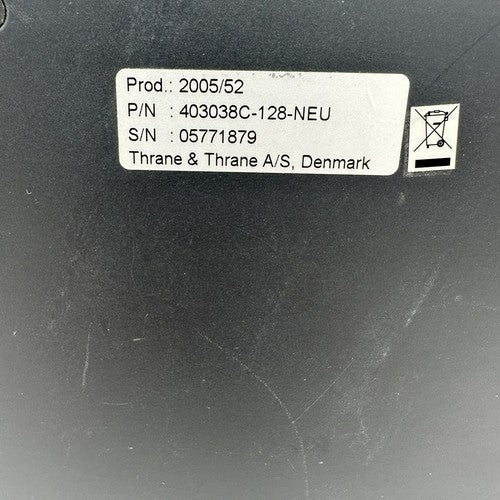 Prod.: 2005/52
P/N : 403038C-128-NEU
S/N : 05771879
Thrane & Thrane A/S, Denmark